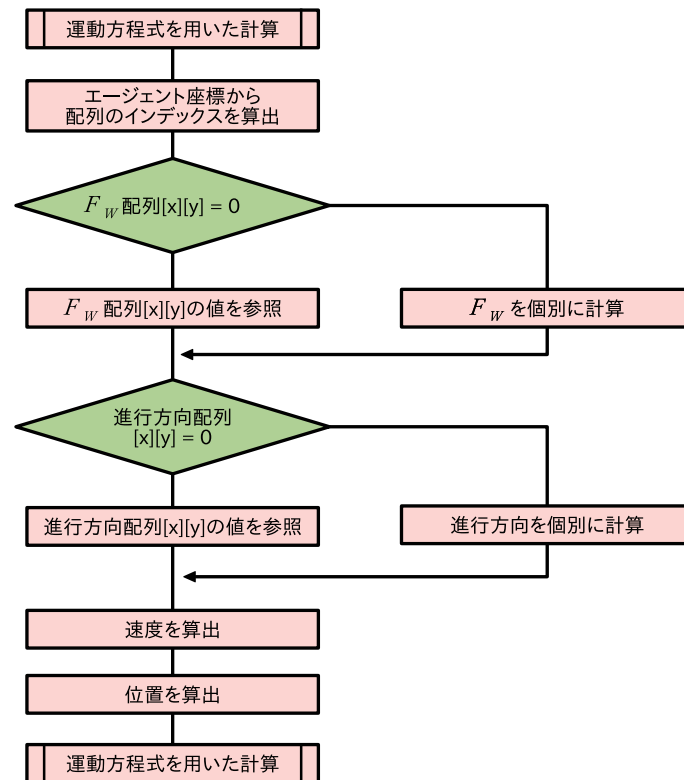 運動方程式を用いた計算
エージェント座標から
配列のインデックスを算出
F W 配列[x][y] = 0
F W 配列[x][y]の値を参照
F W を個別に計算
進行方向配列
[x][y] = 0
進行方向配列[x][y]の値を参照
進行方向を個別に計算
速度を算出
位置を算出
運動方程式を用いた計算